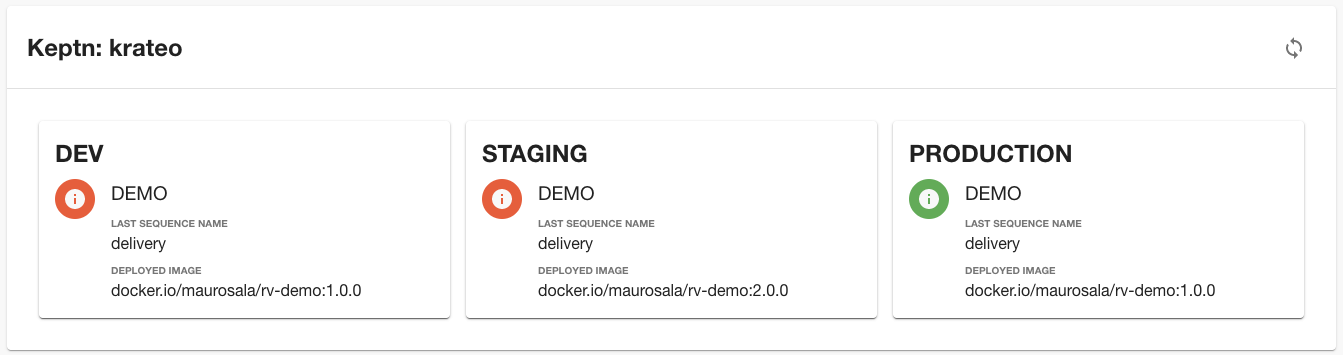 Keptn: krateo
DEV
DEMO
LAST SEQUENCE NAME
delivery
DEPLOYED IMAGE
docker.io/maurosala/rv-demo:1.0.0
STAGING
DEMO
LAST SEQUENCE NAME
delivery
DEPLOYED IMAGE
docker.io/maurosala/rv-demo:2.0.0
PRODUCTION
DEMO
LAST SEQUENCE NAME
delivery
DEPLOYED IMAGE
docker.io/maurosala/rv-demo:1.0.0